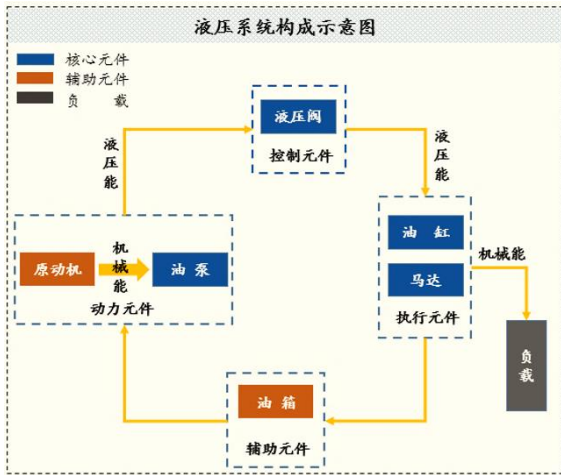 液压系统构成示意图
核心元件
辅助元件
负 载
液压阀
控制元件
液压能
液压能
原动机
机械能
油 泵
动力元件
油 缸
马达
执行元件
机械能
负载
油 箱
辅助元件